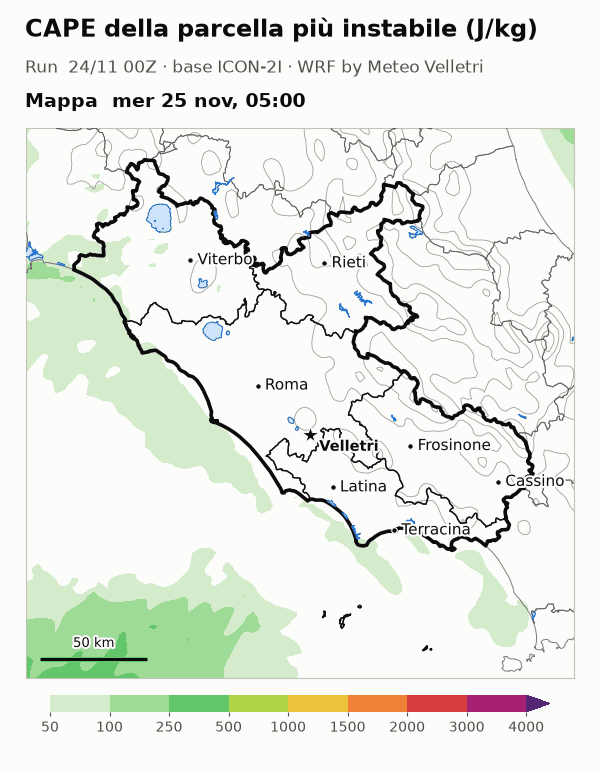 CAPE della parcella più instabile (J/kg)
Run  24/11 00Z · base ICON-2I · WRF by Meteo Velletri
Mappa  mer 25 nov, 05:00
Viterbo
Rieti
Roma
Velletri
Frosinone
Cassino
Latina
Terracina
50 km
50 100 250 500 1000 1500 2000 3000 4000